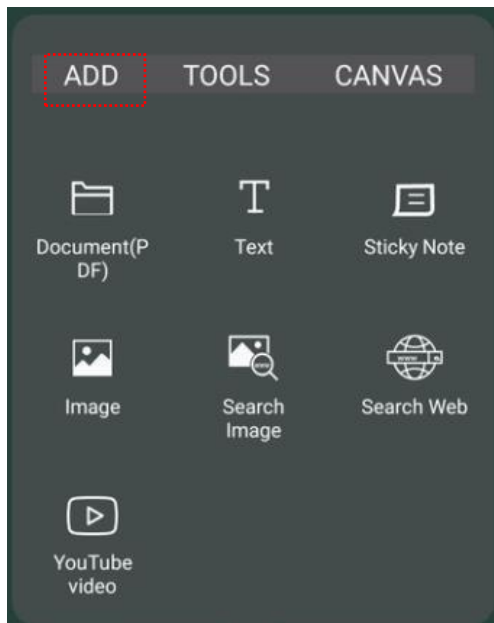 ADD TOOLS CANVAS
Document(P
DF)
Text
Sticky Note
Image
Search
Image
Search Web
YouTube
video